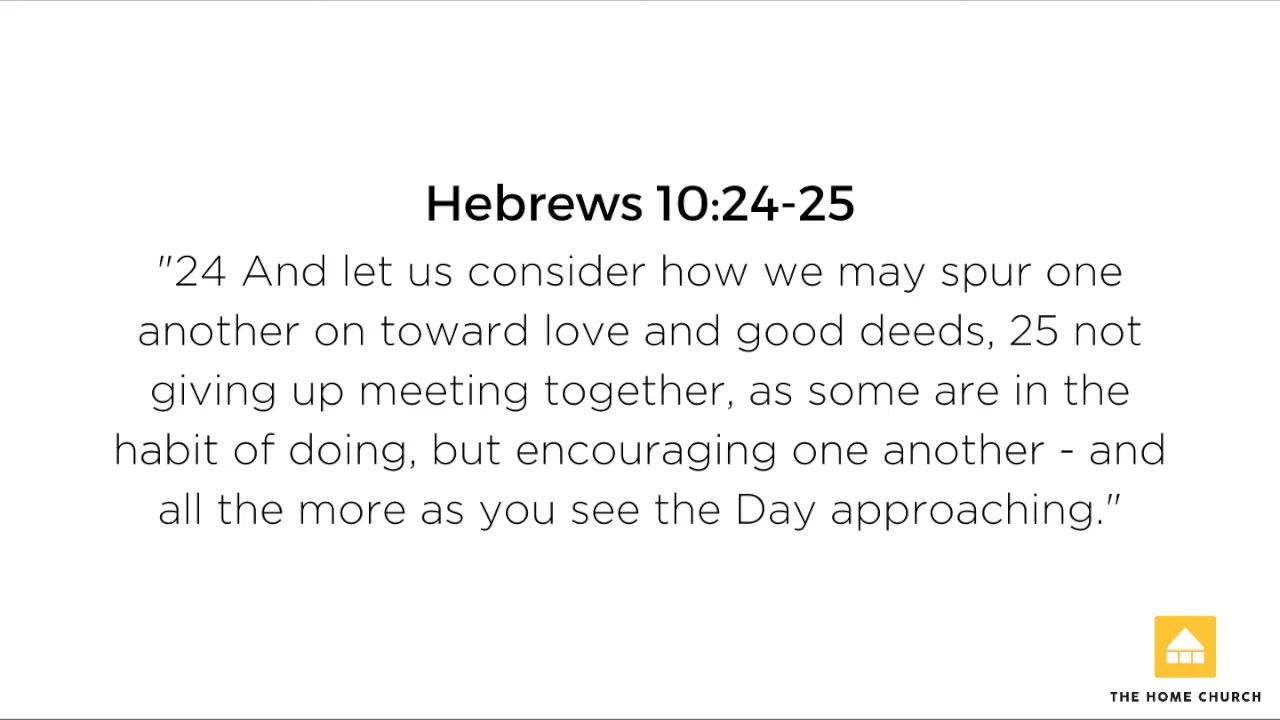 Hebrews 10:24-25
"24 And let us consider how we may spur one
another on toward love and good deeds, 25 not
giving up meeting together, as some are in the
habit of doing, but encouraging one another - and
all the more as you see the Day approaching."
THE HOME CHURCH